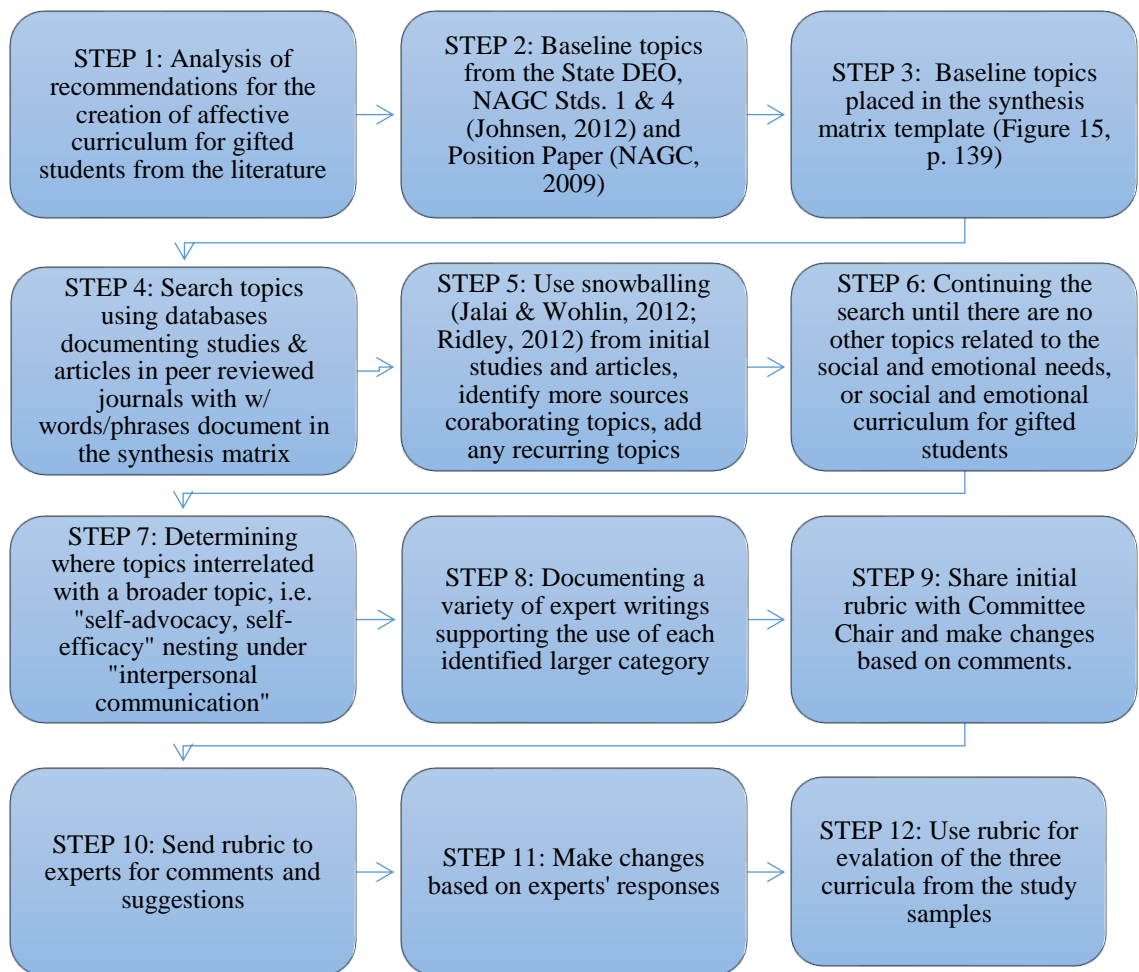 STEP 1: Analysis of
recommendations for the
creation of affective
curriculum for gifted
students from the literature
STEP 2: Baseline topics
from the State DEO,
NAGC Stds. 1 & 4
(Johnsen, 2012) and
Position Paper (NAGC,
2009)
STEP 3:  Baseline topics
placed in the synthesis
matrix template (Figure 15,
p. 139)
STEP 4: Search topics
using databases
documenting studies &
articles in peer reviewed
journals with w/
words/phrases document in
the synthesis matrix
STEP 5: Use snowballing
(Jalai & Wohlin, 2012;
Ridley, 2012) from initial
studies and articles,
identify more sources
coraborating topics, add
any recurring topics
STEP 6: Continuing the
search until there are no
other topics related to the
social and emotional needs,
or social and emotional
curriculum for gifted
students
STEP 7: Determining
where topics interrelated
with a broader topic, i.e.
"self-advocacy, self-
efficacy" nesting under
"interpersonal
communication"
STEP 8: Documenting a
variety of expert writings
supporting the use of each
identified larger category
STEP 9: Share initial
rubric with Committee
Chair and make changes
based on comments.
STEP 10: Send rubric to
experts for comments and
suggestions
STEP 11: Make changes
based on experts' responses
STEP 12: Use rubric for
evalation of the three
curricula from the study
samples